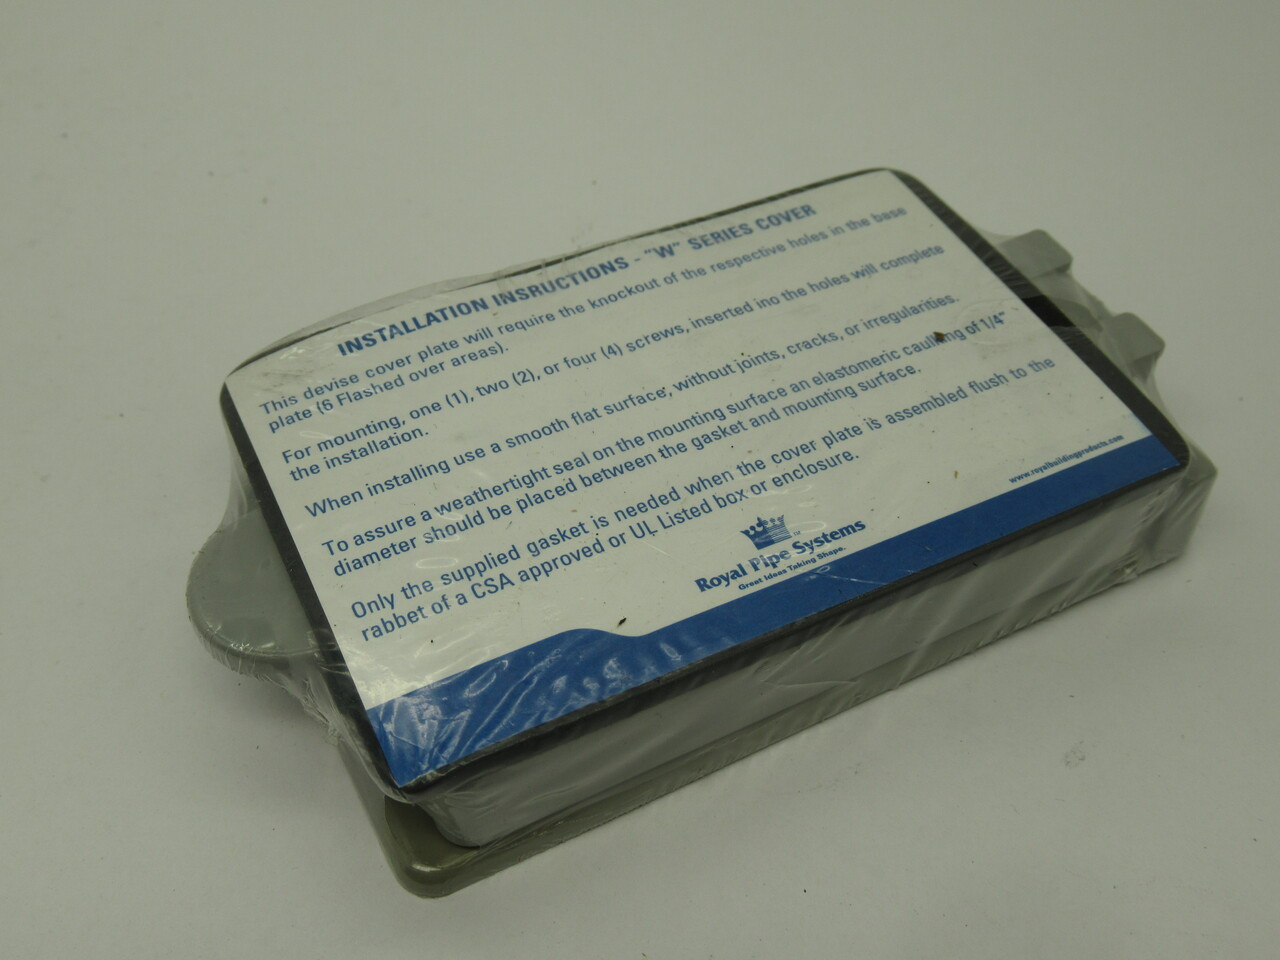 INSTALLATION INSRUCTIONS - "W" SERIES COVER
This devise cover plate will require the knockout of the respective holes in the base
plate (6 Flashed over areas).
For mounting, one (1), two (2), or four (4) screws, inserted ino the holes will complete
the installation.
When installing use a smooth flat surface, without joints, cracks, or irregularities.
To assure a weathertight seal on the mounting surface an elastomeric caulking of 1/4"
diameter should be placed between the gasket and mounting surface.
Only the supplied gasket is needed when the cover plate is assembled flush to the
rabbet of a CSA approved or UL Listed box or enclosure.
www.royalbuildingproducts.com
Royal Pipe Systems
Great Ideas Taking Shape.